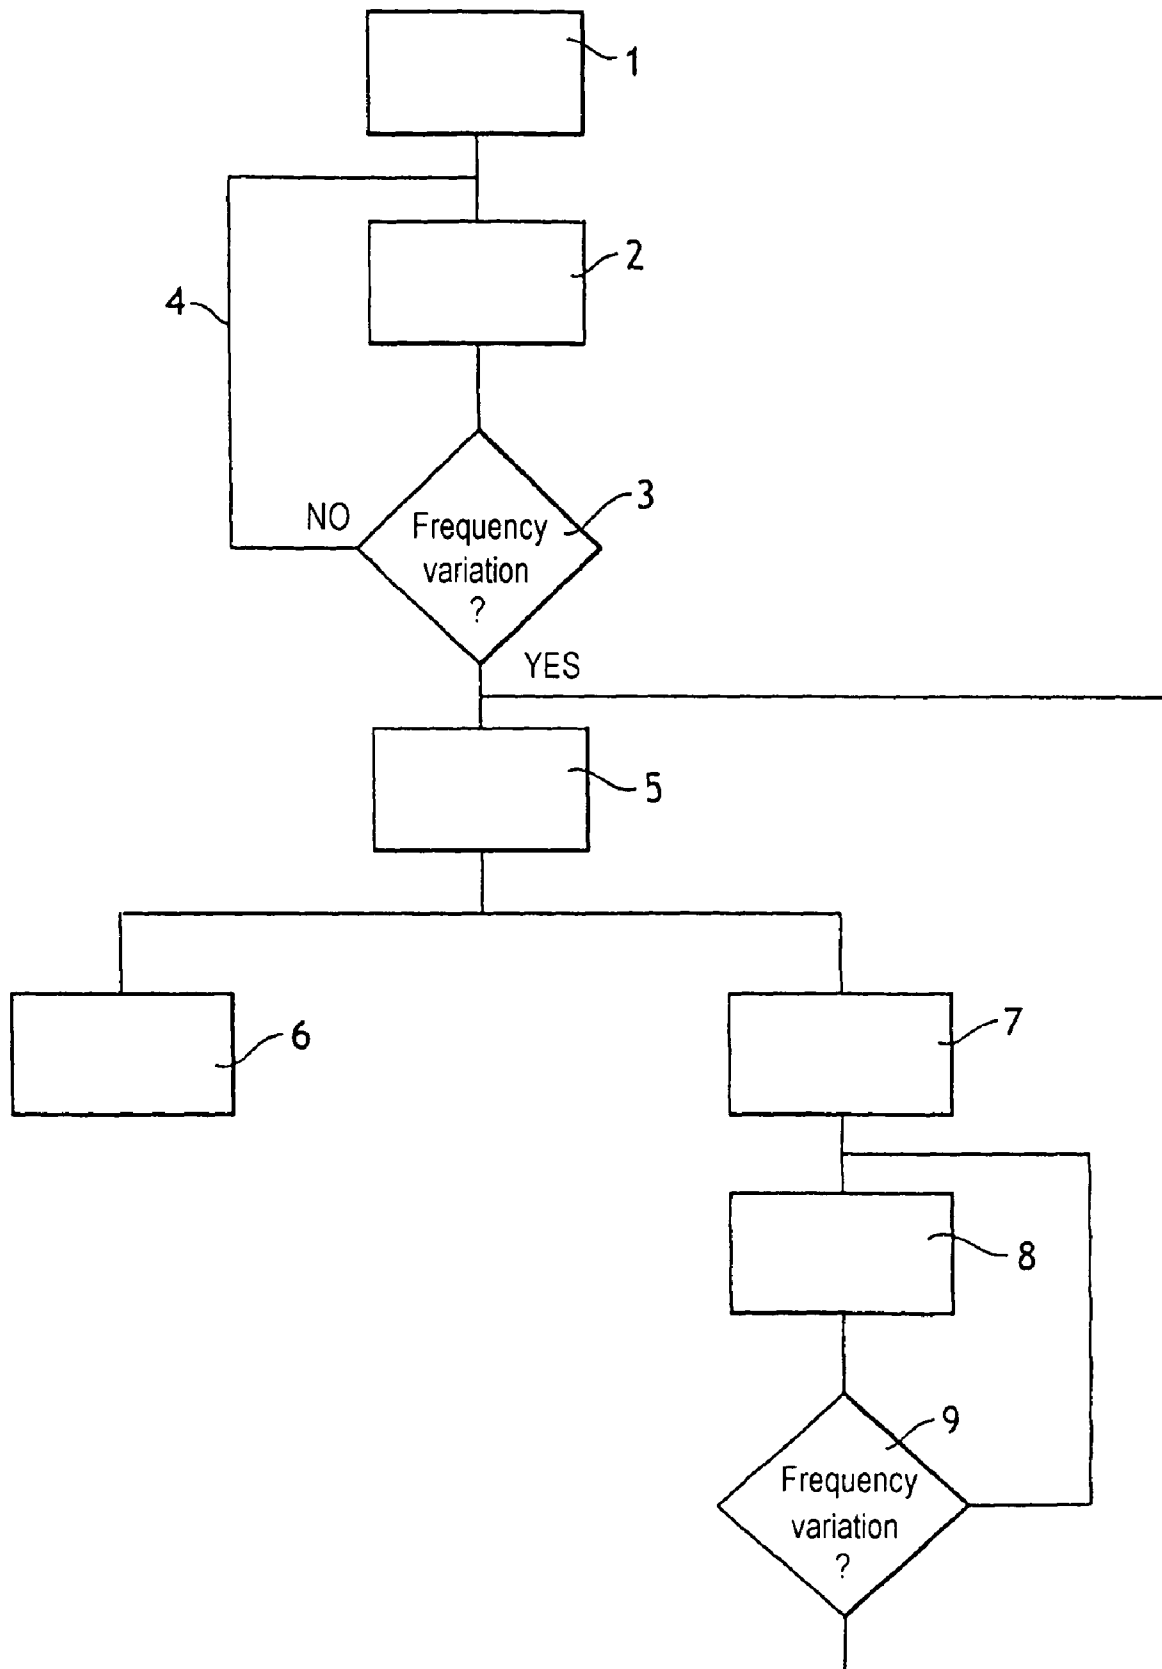 1
2
4
3
NO
Frequency
variation
?
YES
5
6
7
8
9
Frequency
variation
?